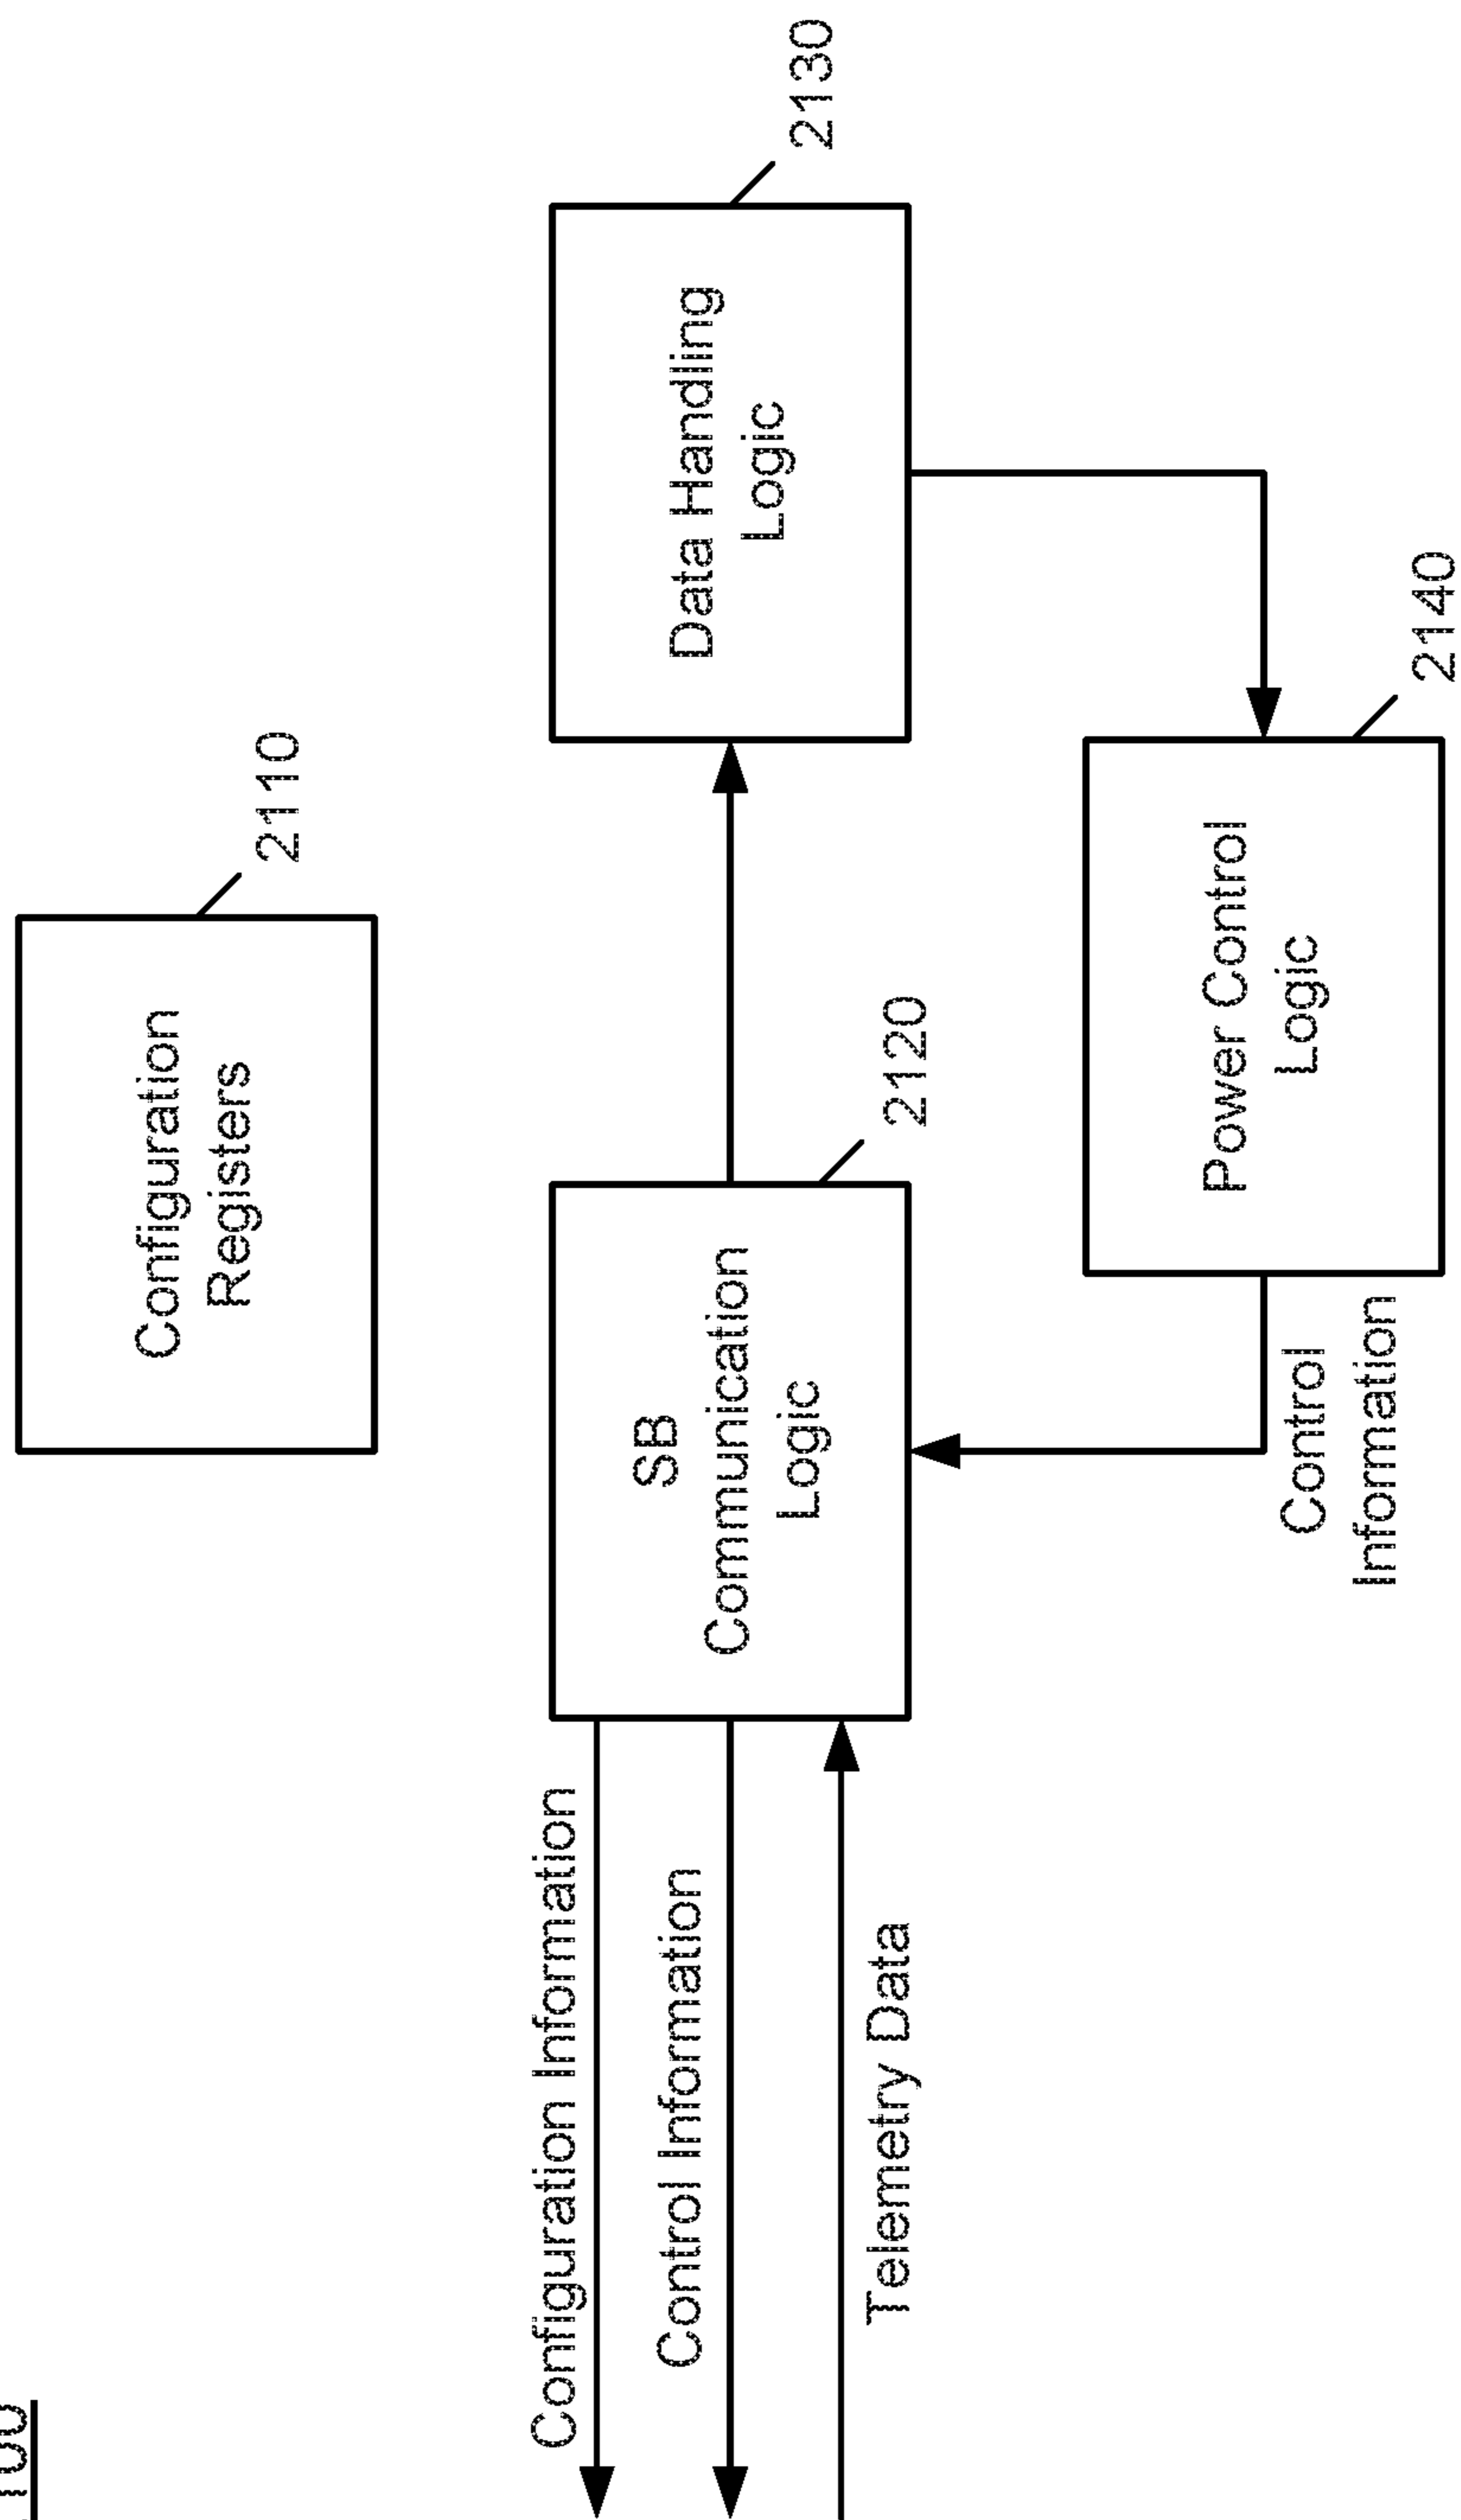 Configuration
Registers
2110
Configuration Information
Control Information
Telemetry Data
SB
Communication
Logic
2120
Data Handling
Logic
2130
Control
Information
Power Control
Logic
2140